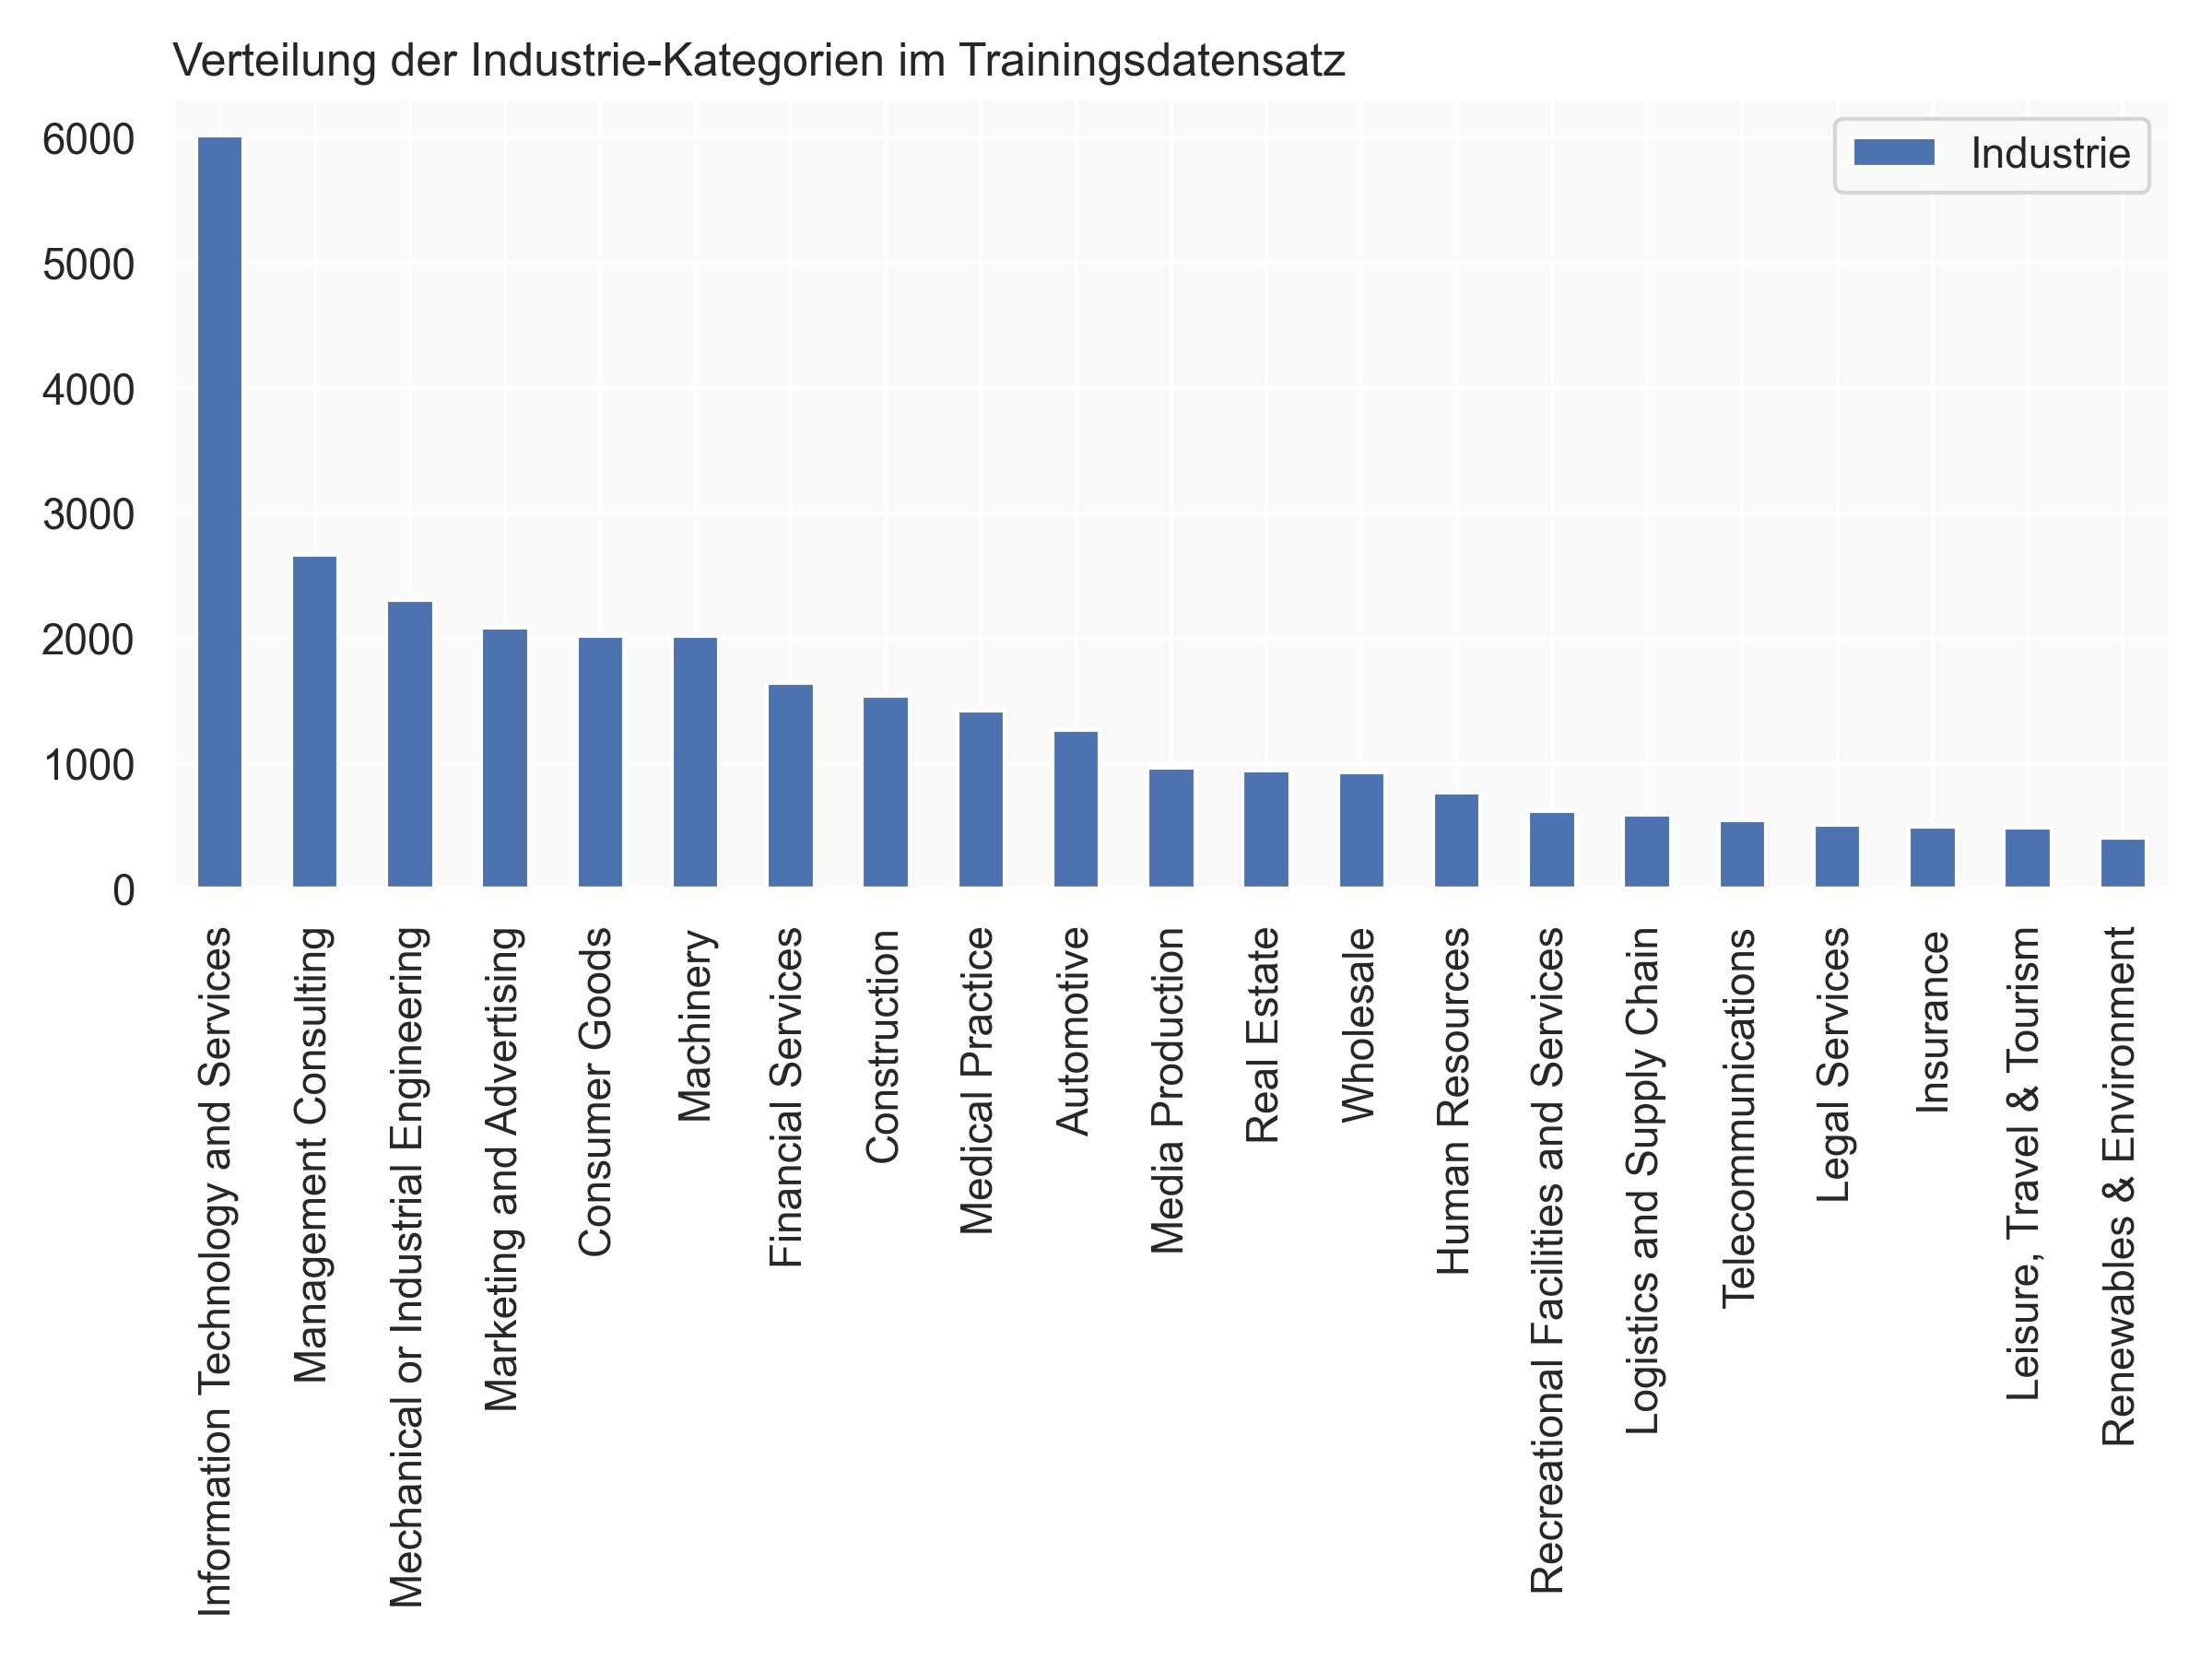 Verteilung der Industrie-Kategorien im Trainingsdatensatz
Industrie
6000
5000
4000
3000
2000
1000
0
Information Technology and Services
Management Consulting
Mechanical or Industrial Engineering
Marketing and Advertising
Consumer Goods
Machinery
Financial Services
Construction
Medical Practice
Automotive
Media Production
Real Estate
Wholesale
Human Resources
Recreational Facilities and Services
Logistics and Supply Chain
Telecommunications
Legal Services
Insurance
Leisure, Travel & Tourism
Renewables & Environment